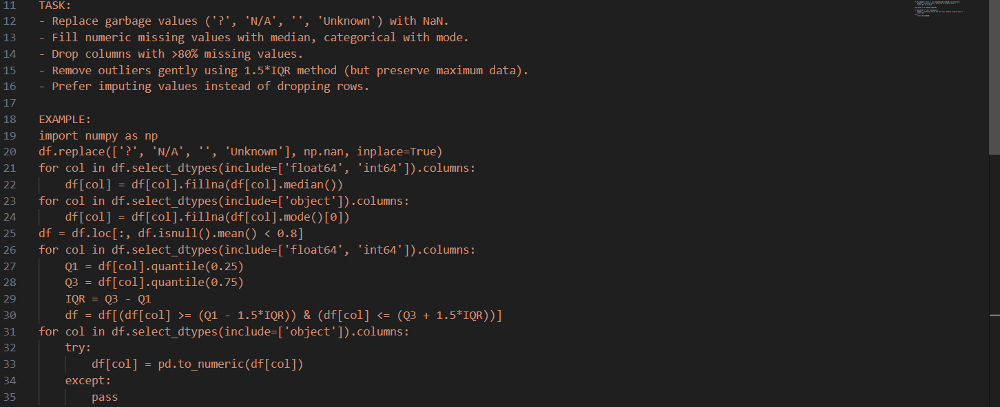 11 TASK:
12 - Replace garbage values ('?', 'N/A', '', 'Unknown') with NaN.
13 - Fill numeric missing values with median, categorical with mode.
14 - Drop columns with >80% missing values.
15 - Remove outliers gently using 1.5*IQR method (but preserve maximum data).
16 - Prefer imputing values instead of dropping rows.
17
18 EXAMPLE:
19 import numpy as np
20 df.replace(['?', 'N/A', '', 'Unknown'], np.nan, inplace=True)
21 for col in df.select_dtypes(include=['float64', 'int64']).columns:
22     df[col] = df[col].fillna(df[col].median())
23 for col in df.select_dtypes(include=['object']).columns:
24     df[col] = df[col].fillna(df[col].mode()[0])
25 df = df.loc[:, df.isnull().mean() < 0.8]
26 for col in df.select_dtypes(include=['float64', 'int64']).columns:
27     Q1 = df[col].quantile(0.25)
28     Q3 = df[col].quantile(0.75)
29     IQR = Q3 - Q1
30     df = df[(df[col] >= (Q1 - 1.5*IQR)) & (df[col] <= (Q3 + 1.5*IQR))]
31 for col in df.select_dtypes(include=['object']).columns:
32     try:
33         df[col] = pd.to_numeric(df[col])
34     except:
35         pass